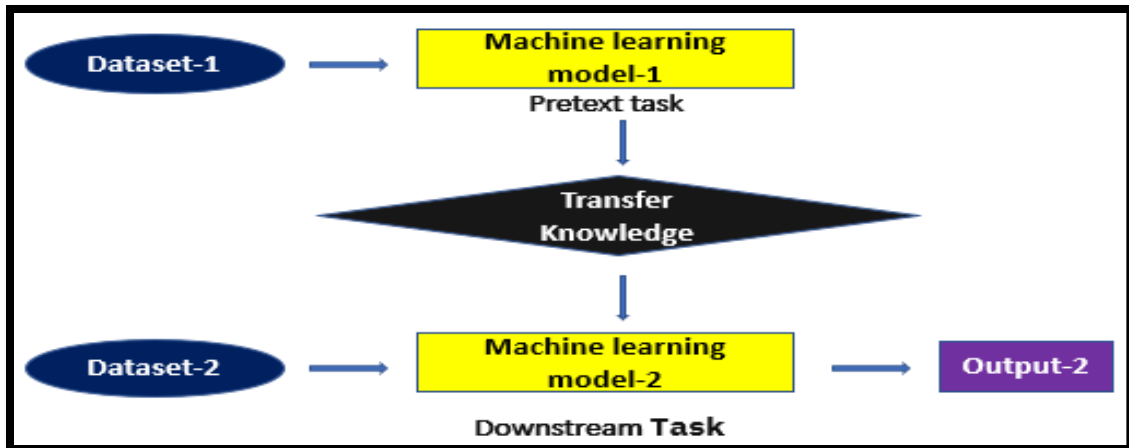 Dataset-1
Machine learning
model-1
Pretext task
Transfer
Knowledge
Dataset-2
Machine learning
model-2
Output-2
Downstream Task